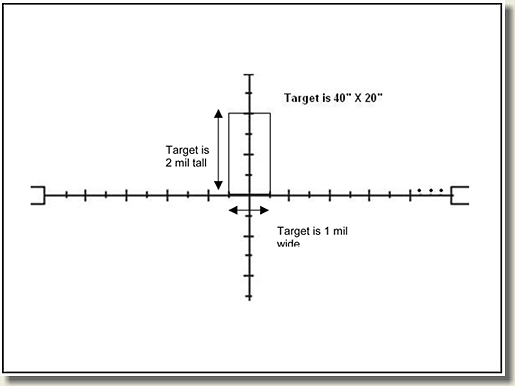 Target is 40" X 20"
Target is
2 mil tall
Target is 1 mil
wide